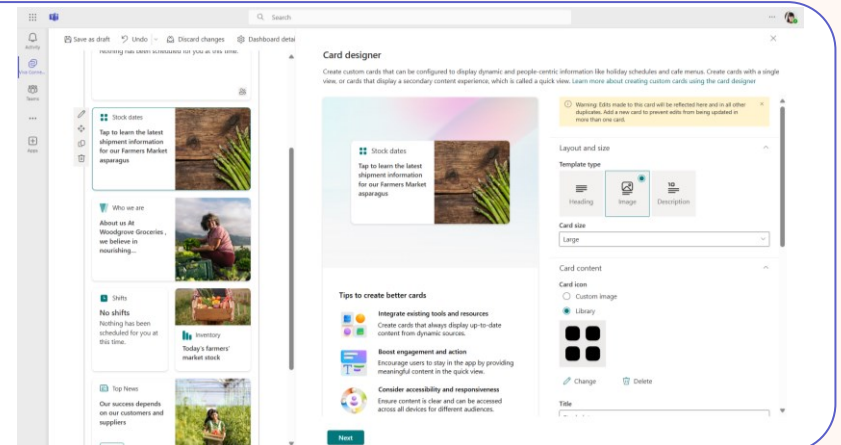 Search
Save as draft Undo Discard changes Dashboard detai
Activity
Teams
Apps
Nothing has been scheduled for you at this time.
Stock dates
Tap to learn the latest
shipment information
for our Farmers Market
asparagus
Who we are
About us At
Woodgrove Groceries ,
we believe in
nourishing...
Shifts
No shifts
Nothing has been
scheduled for you at
this time.
Inventory
Today's farmers'
market stock
Top News
Our success depends
on our customers and
suppliers
Card designer
Create custom cards that can be configured to display dynamic and people-centric information like holiday schedules and cafe menus. Create cards with a single
view, or cards that display a secondary content experience, which is called a quick view. Learn more about creating custom cards using the card designer
Stock dates
Tap to learn the latest
shipment information
for our Farmers Market
asparagus
Tips to create better cards
Integrate existing tools and resources
Create cards that always display up-to-date
content from dynamic sources.
Boost engagement and action
Encourage users to stay in the app by providing
meaningful content in the quick view.
Consider accessibility and responsiveness
Ensure content is clear and can be accessed
across all devices for different audiences.
Next
Warning: Edits made to this card will be reflected here and in all other
duplicates. Add a new card to prevent edits from being updated in
more than one card.
Layout and size
Template type
Heading Image Description
Card size
Large
Card content
Card icon
Custom image
Library
Change Delete
Title